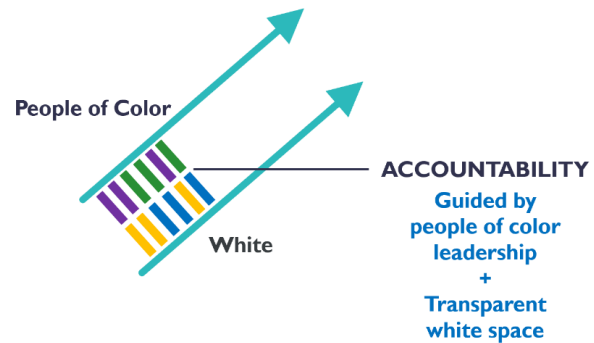 People of Color
White
ACCOUNTABILITY
Guided by
people of color
leadership
+
Transparent
white space